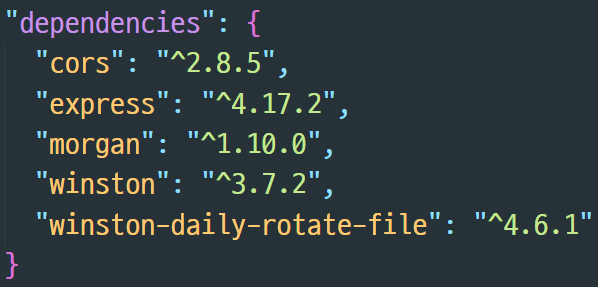 "dependencies": {
"cors": "^2.8.5",
"express": "^4.17.2",
"morgan": "^1.10.0",
"winston": "^3.7.2",
"winston-daily-rotate-file": "^4.6.1"
}